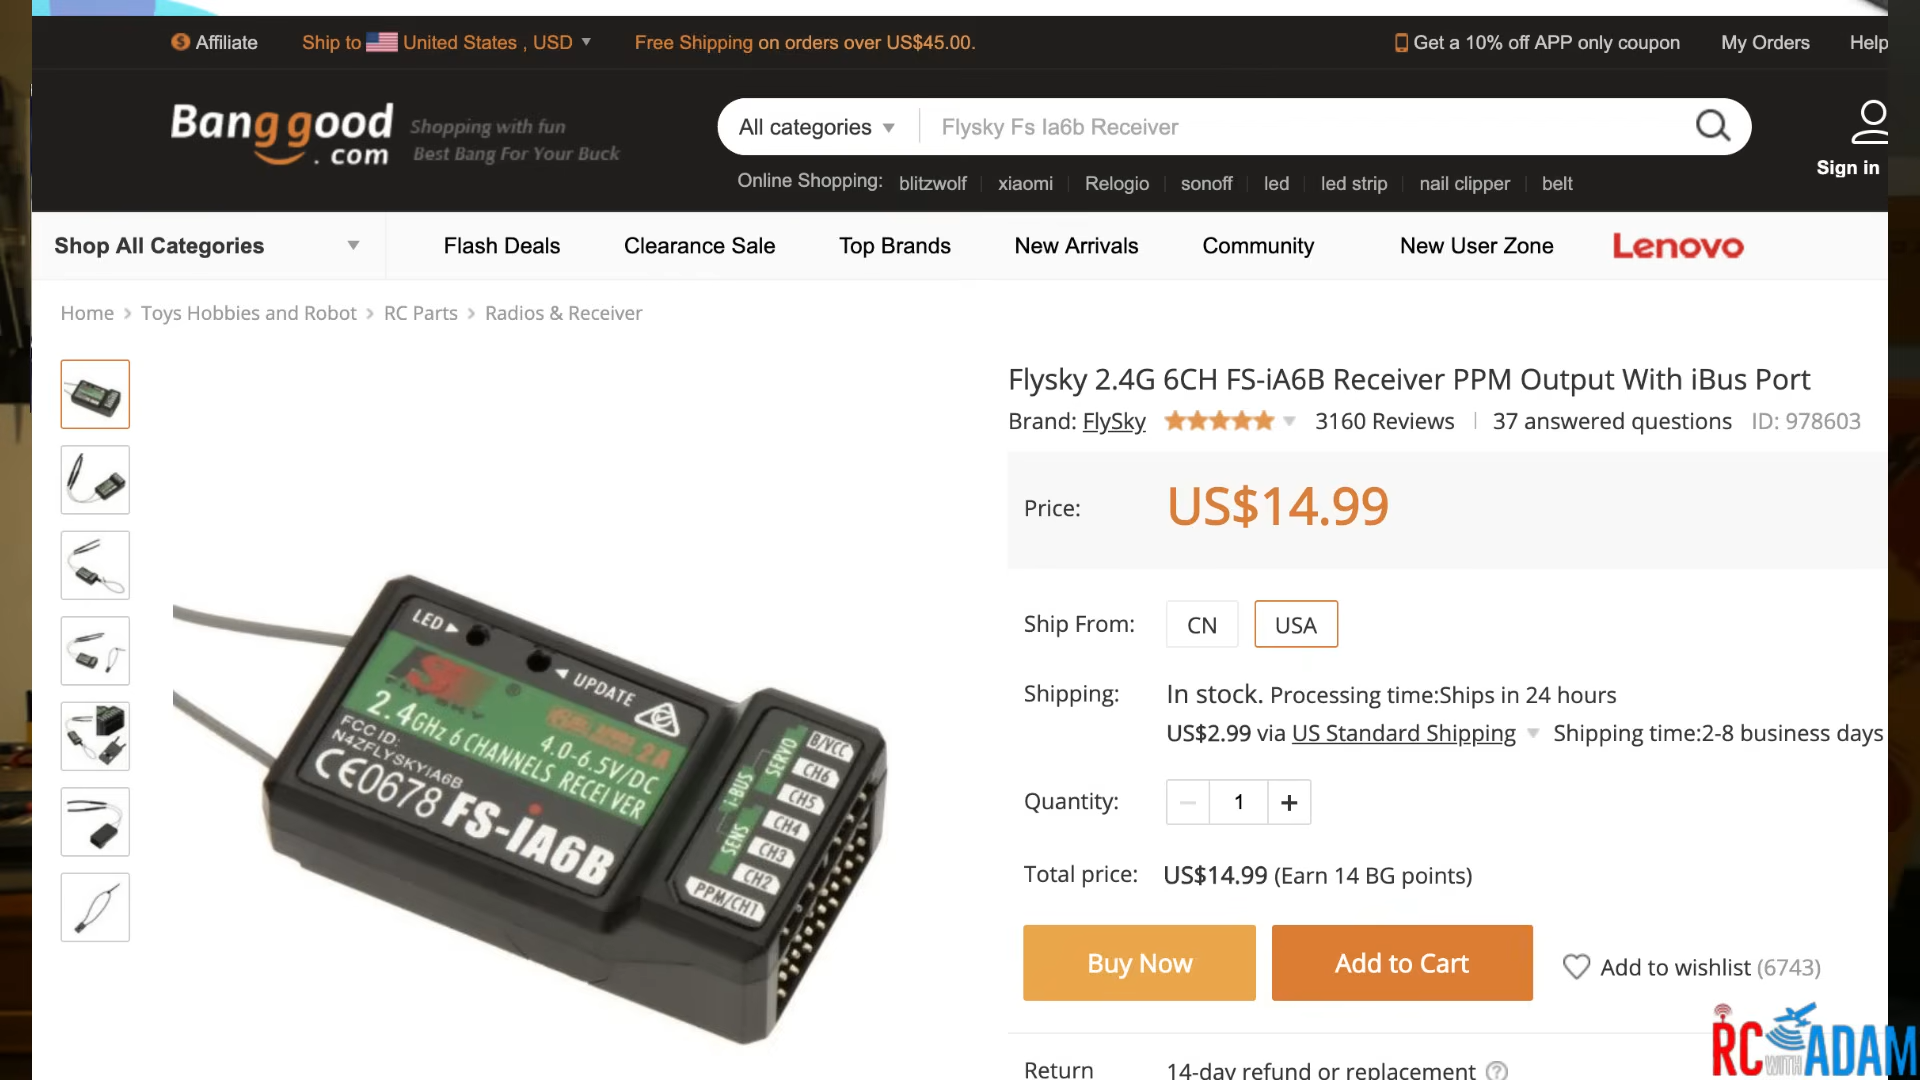 Affiliate
Ship to United States , USD
Free Shipping on orders over US$45.00.
Get a 10% off APP only coupon
My Orders
Help
Banggood
.com
Shopping with fun
Best Bang For Your Buck
All categories
Flysky Fs Ia6b Receiver
Sign in
Online Shopping: blitzwolf xiaomi Relogio sonoff led led strip nail clipper belt
Shop All Categories
Flash Deals
Clearance Sale
Top Brands
New Arrivals
Community
New User Zone
Lenovo
Home > Toys Hobbies and Robot > RC Parts > Radios & Receiver
Flysky 2.4G 6CH FS-iA6B Receiver PPM Output With iBus Port
Brand: FlySky 3160 Reviews 37 answered questions ID: 978603
Price: US$14.99
Ship From: CN USA
Shipping: In stock. Processing time:Ships in 24 hours
US$2.99 via US Standard Shipping Shipping time:2-8 business days
Quantity: − 1 +
Total price: US$14.99 (Earn 14 BG points)
Buy Now
Add to Cart
Add to wishlist (6743)
Return 14-day refund or replacement ?
LED
UPDATE
2.4GHz 6 CHANNELS RECEIVER
4.0-6.5V/DC
FCC ID:
N4ZFLYSKYIA6B
CE0678 FS-iA6B
i-BUS
SERVO
SENS
B/VCC
CH6
CH5
CH4
CH3
CH2
PPM/CH1
RC WITH ADAM